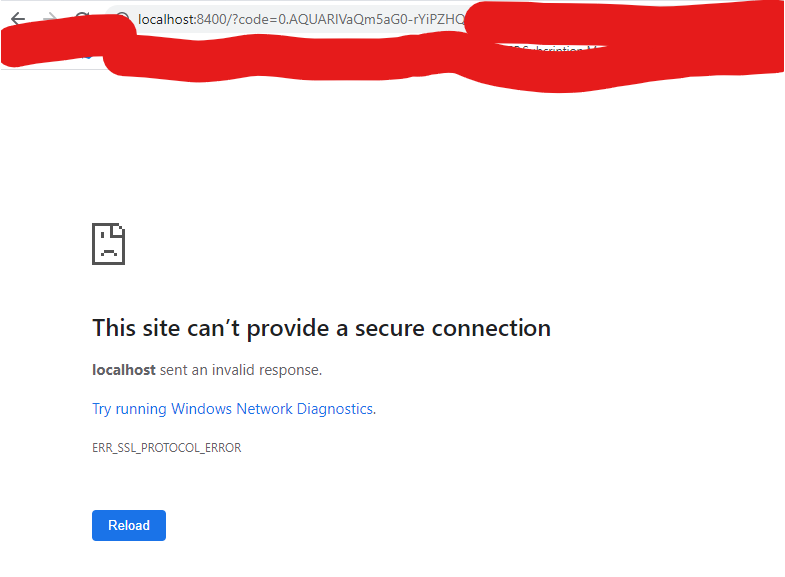 localhost:8400/?code=0.AQUARIVaQm5aG0-rYiPZHQ
This site can’t provide a secure connection
localhost sent an invalid response.
Try running Windows Network Diagnostics.
ERR_SSL_PROTOCOL_ERROR
Reload